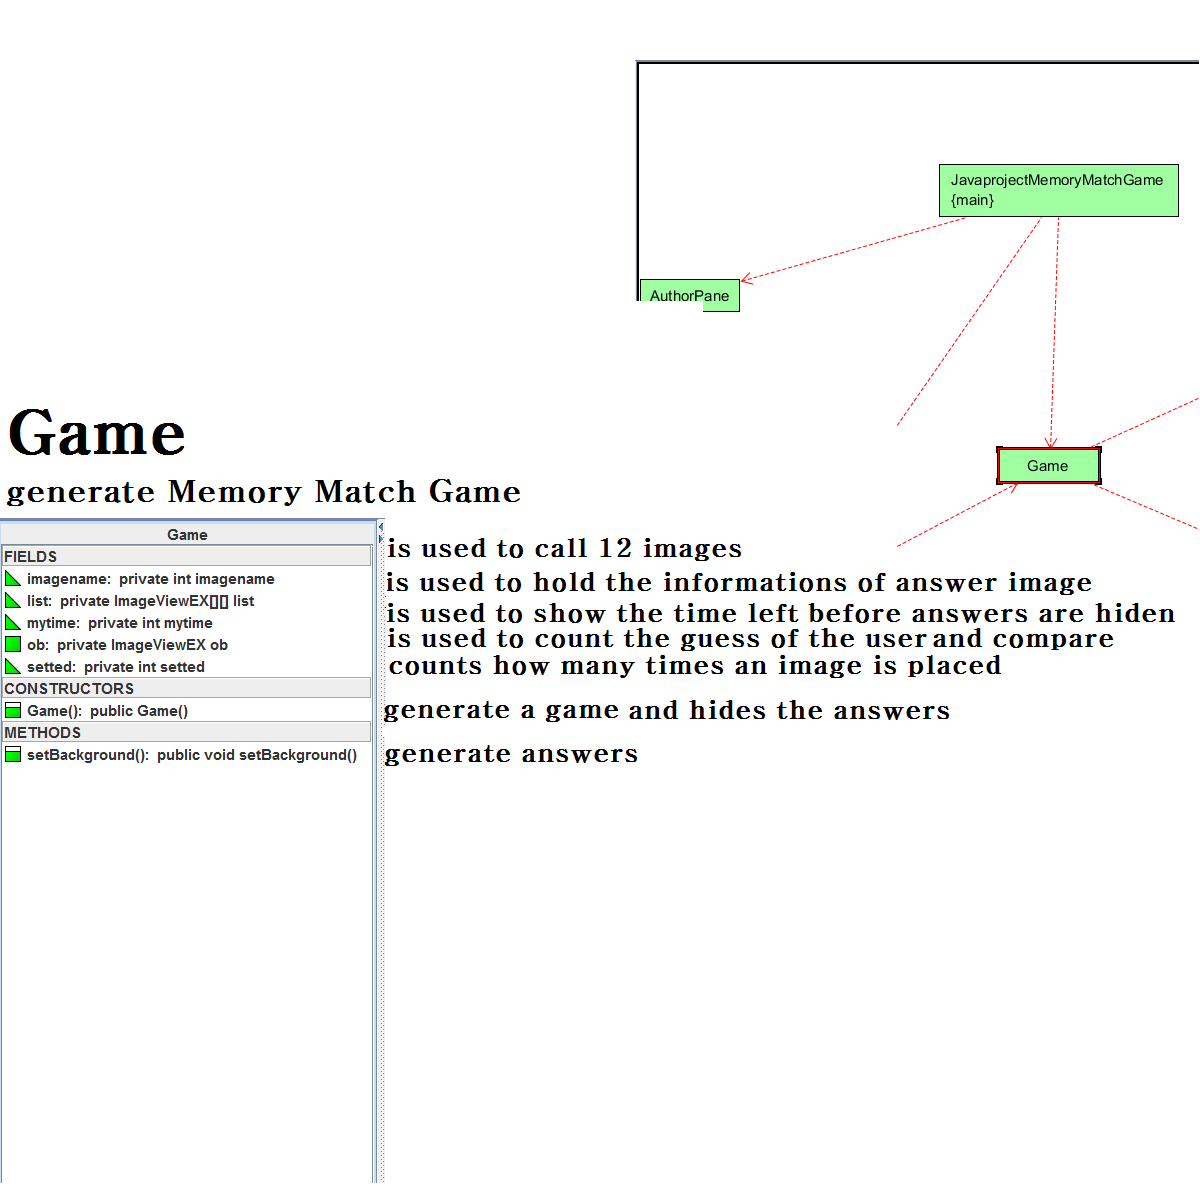 JavaprojectMemoryMatchGame
{main}
AuthorPane
Game
Game
generate Memory Match Game
Game
FIELDS
imagename: private int imagename
is used to call 12 images
list: private ImageViewEX[][] list
is used to hold the informations of answer image
mytime: private int mytime
is used to show the time left before answers are hiden
ob: private ImageViewEX ob
is used to count the guess of the user and compare
setted: private int setted
counts how many times an image is placed
CONSTRUCTORS
Game(): public Game()
generate a game and hides the answers
METHODS
setBackground(): public void setBackground()
generate answers